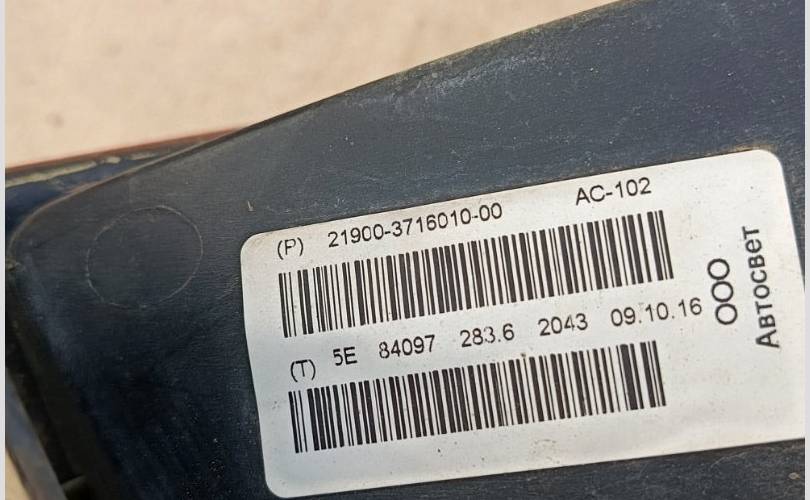 (P) 21900-3716010-00 AC-102
(T) 5E 84097 283.6 2043 09.10.16
ООО
Автосвет